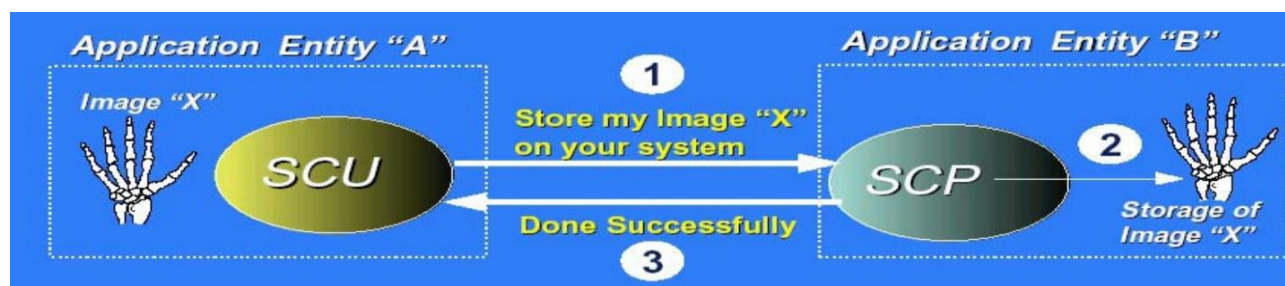 Application Entity “A”
Image “X”
SCU
1
Store my Image “X”
on your system
Done Successfully
3
Application Entity “B”
SCP
2
Storage of
Image “X”